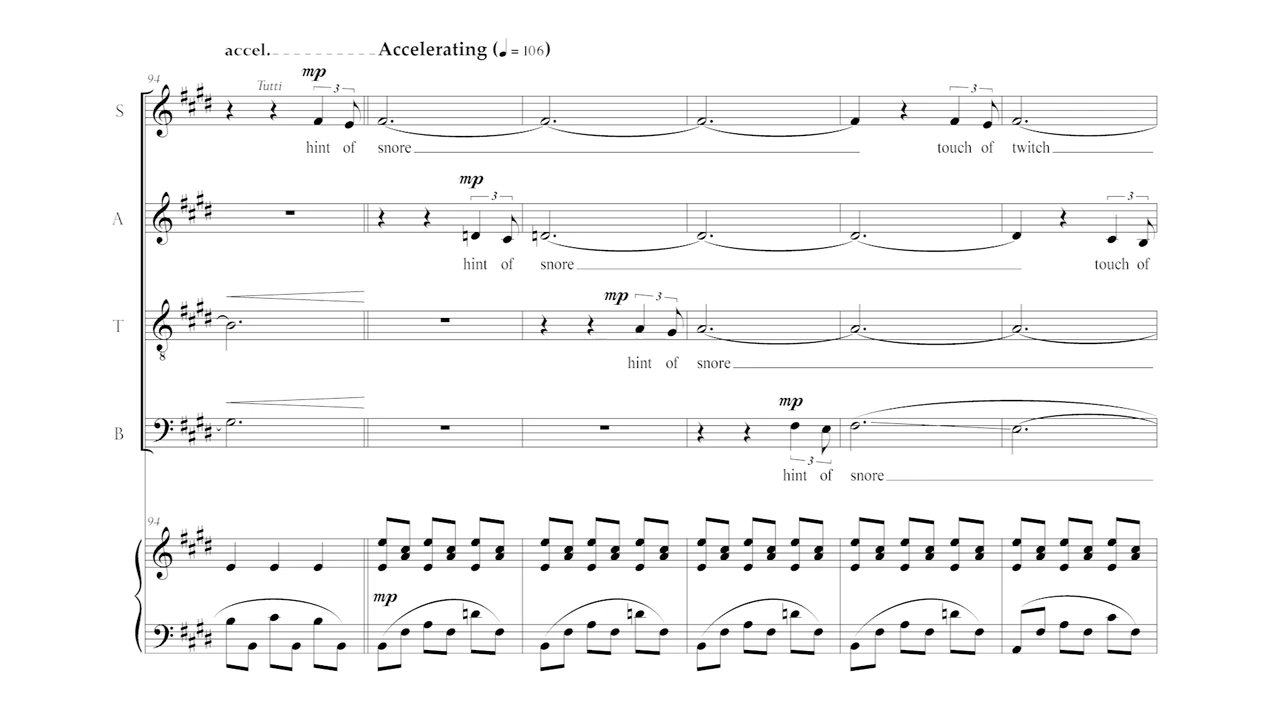 accel. Accelerating (♩ = 106)
94 Tutti mp 3 3
S
hint of snore touch of twitch
mp 3 3
A
hint of snore touch of
mp 3
T
8
hint of snore
mp
B
3
hint of snore
94
mp